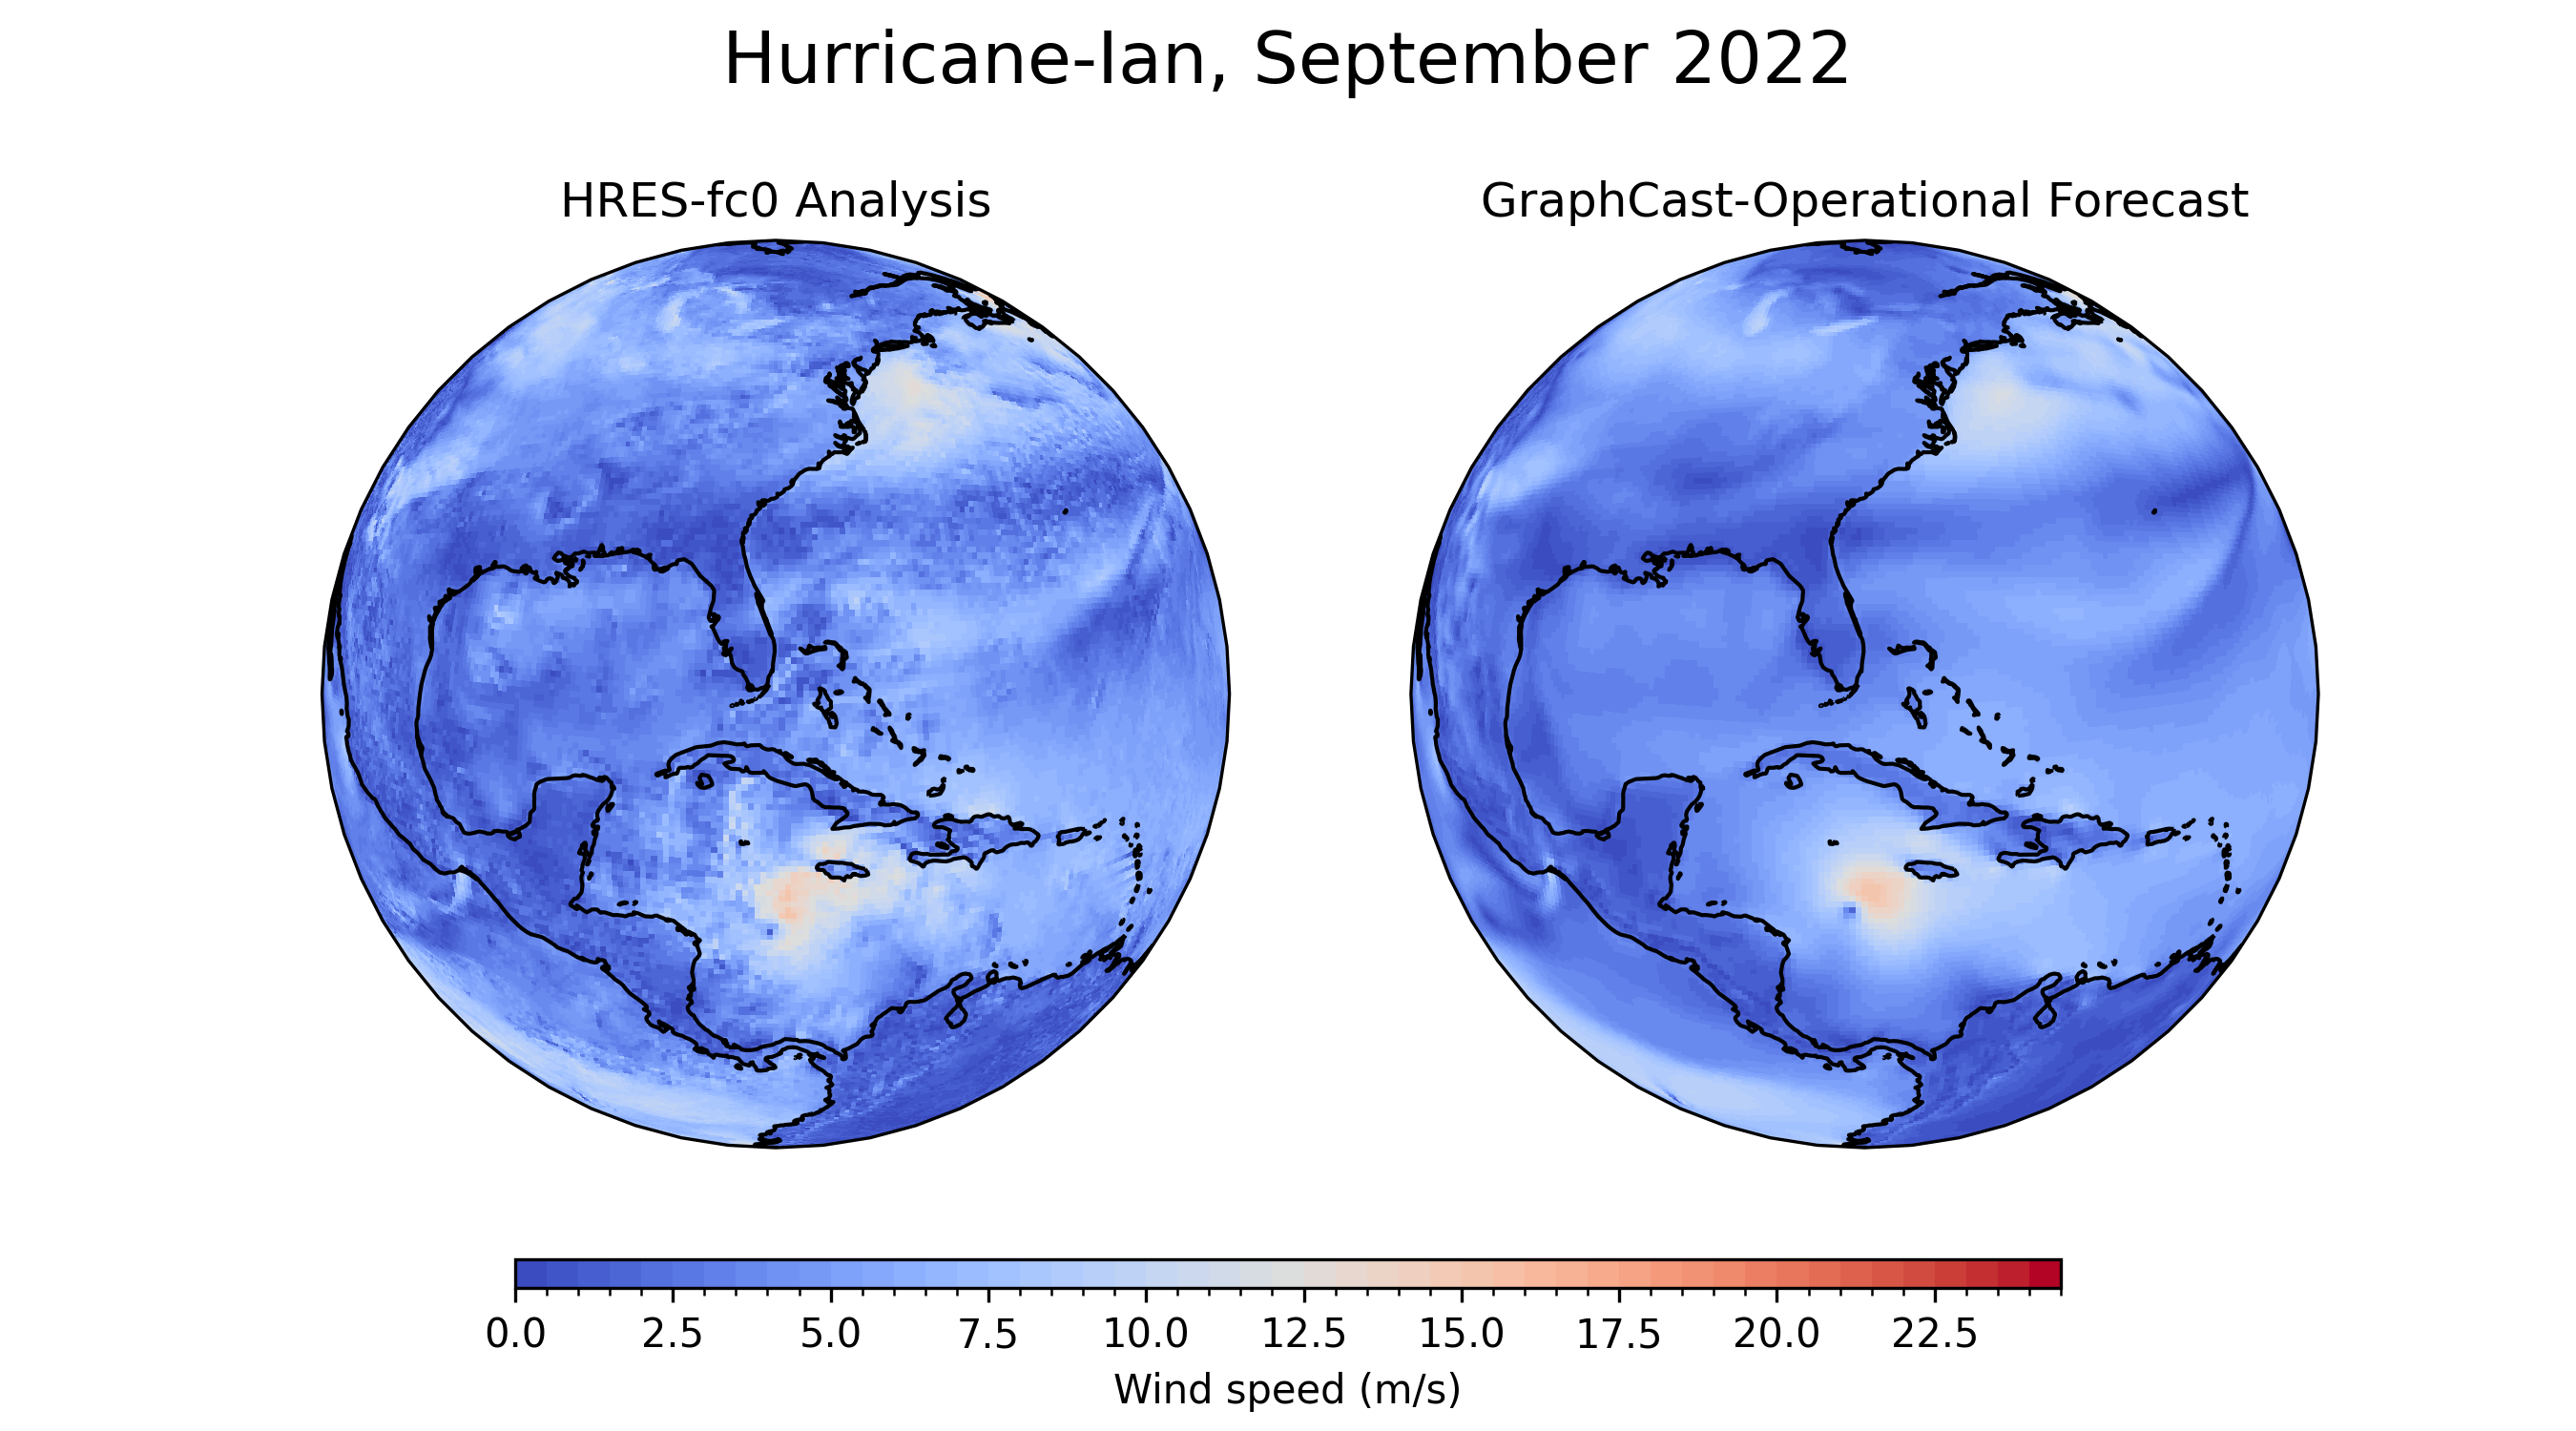 Hurricane-Ian, September 2022
HRES-fc0 Analysis
GraphCast-Operational Forecast
0.0 2.5 5.0 7.5 10.0 12.5 15.0 17.5 20.0 22.5
Wind speed (m/s)